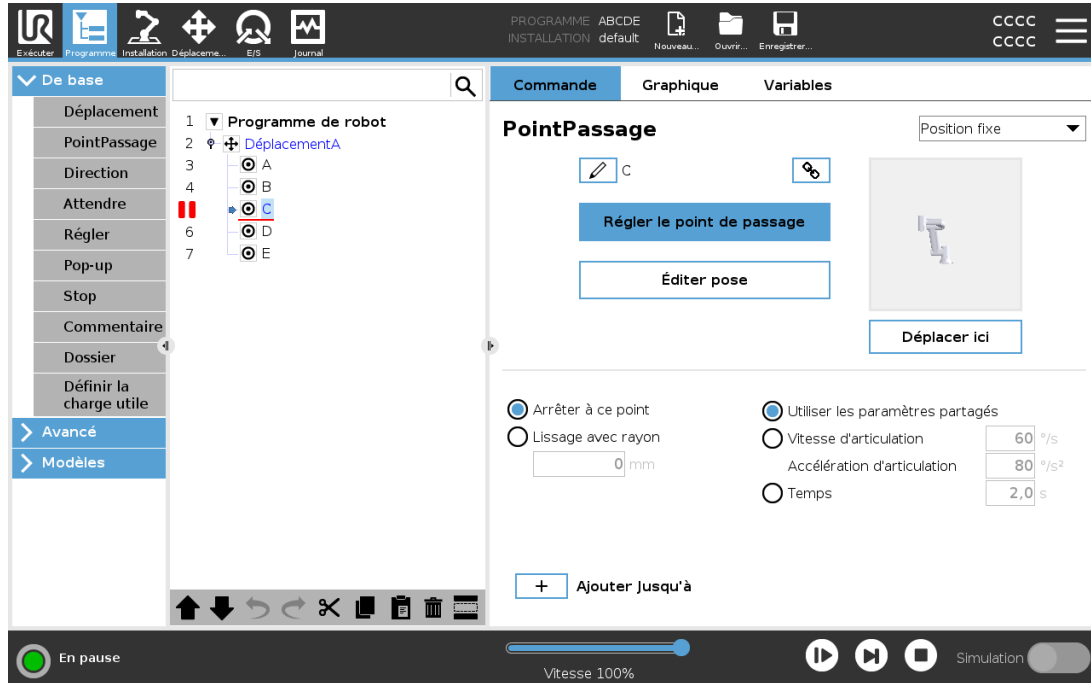 UR
PROGRAMME ABCDE
INSTALLATION default
CCCC
CCCC
Exécuter
Programme
Installation
Déplaceme...
E/S
Journal
Nouveau...
Ouvrir...
Enregistrer...
De base
Déplacement
PointPassage
Direction
Attendre
Régler
Pop-up
Stop
Commentaire
Dossier
Définir la
charge utile
Avancé
Modèles
1 Programme de robot
2 DéplacementA
3 A
4 B
C
6 D
7 E
Commande
Graphique
Variables
PointPassage
Position fixe
C
Régler le point de passage
Éditer pose
Déplacer ici
Arrêter à ce point
Lissage avec rayon
0 mm
Utiliser les paramètres partagés
Vitesse d'articulation 60 °/s
Accélération d'articulation 80 °/s²
Temps 2,0 s
+ Ajouter Jusqu'à
En pause
Vitesse 100%
Simulation